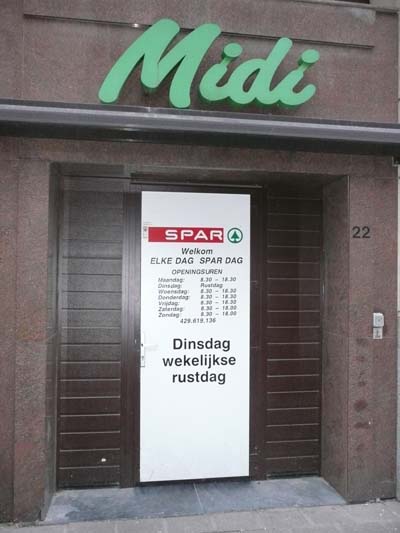 Midi
SPAR
Welkom
ELKE DAG SPAR DAG
OPENINGSUREN
Maandag: 8.30 - 18.30
Dinsdag: Rustdag
Woensdag: 8.30 - 18.30
Donderdag: 8.30 - 18.30
Vrijdag: 8.30 - 18.30
Zaterdag: 8.30 - 18.00
Zondag: 8.30 - 18.00
429.619.136
Dinsdag
wekelijkse
rustdag
22